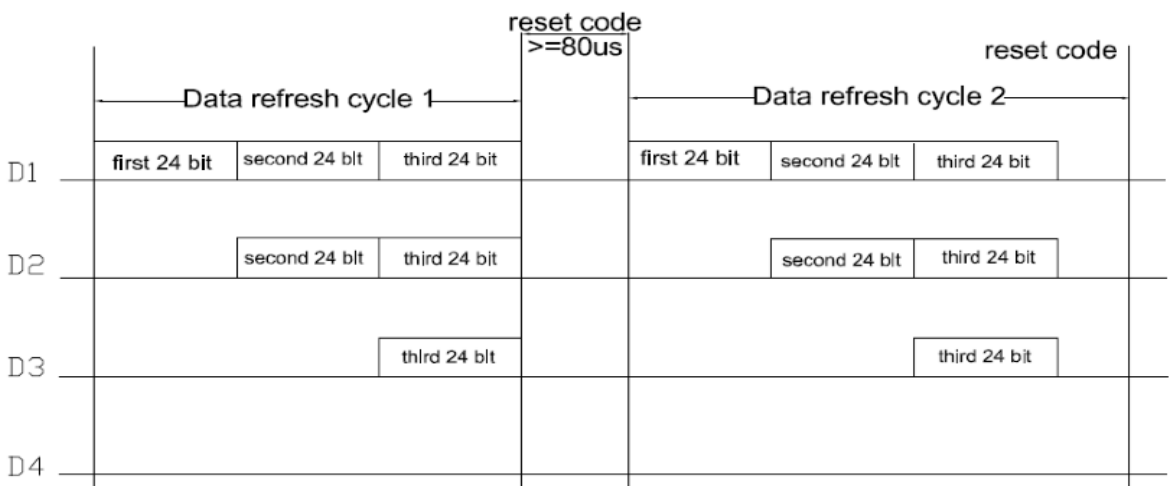 reset code
>=80us
reset code
Data refresh cycle 1
Data refresh cycle 2
D1 first 24 bit second 24 blt third 24 bit first 24 bit second 24 blt third 24 bit
D2 second 24 blt third 24 bit second 24 blt third 24 bit
D3 thlrd 24 blt third 24 bit
D4